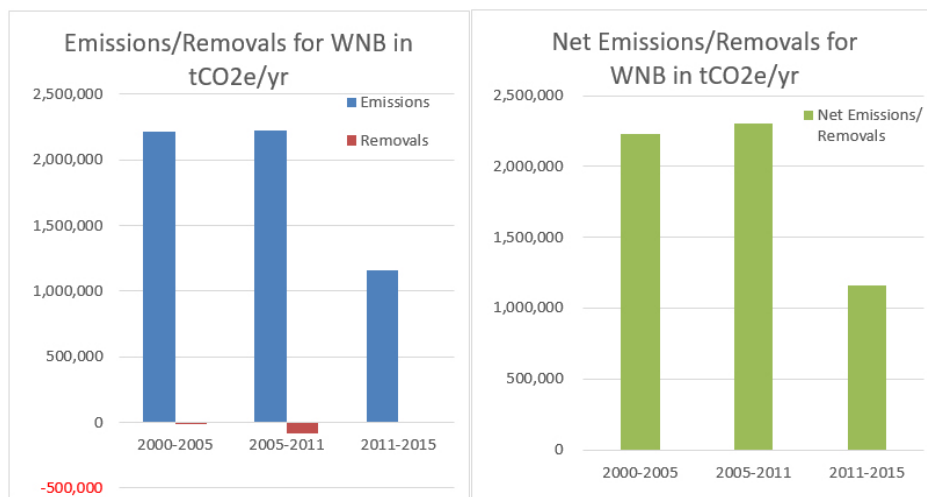 Emissions/Removals for WNB in
tCO2e/yr
2,500,000
Emissions
2,000,000
Removals
1,500,000
1,000,000
500,000
0
2000-2005 2005-2011 2011-2015
-500,000
Net Emissions/Removals for
WNB in tCO2e/yr
2,500,000
Net Emissions/
Removals
2,000,000
1,500,000
1,000,000
500,000
0
2000-2005 2005-2011 2011-2015